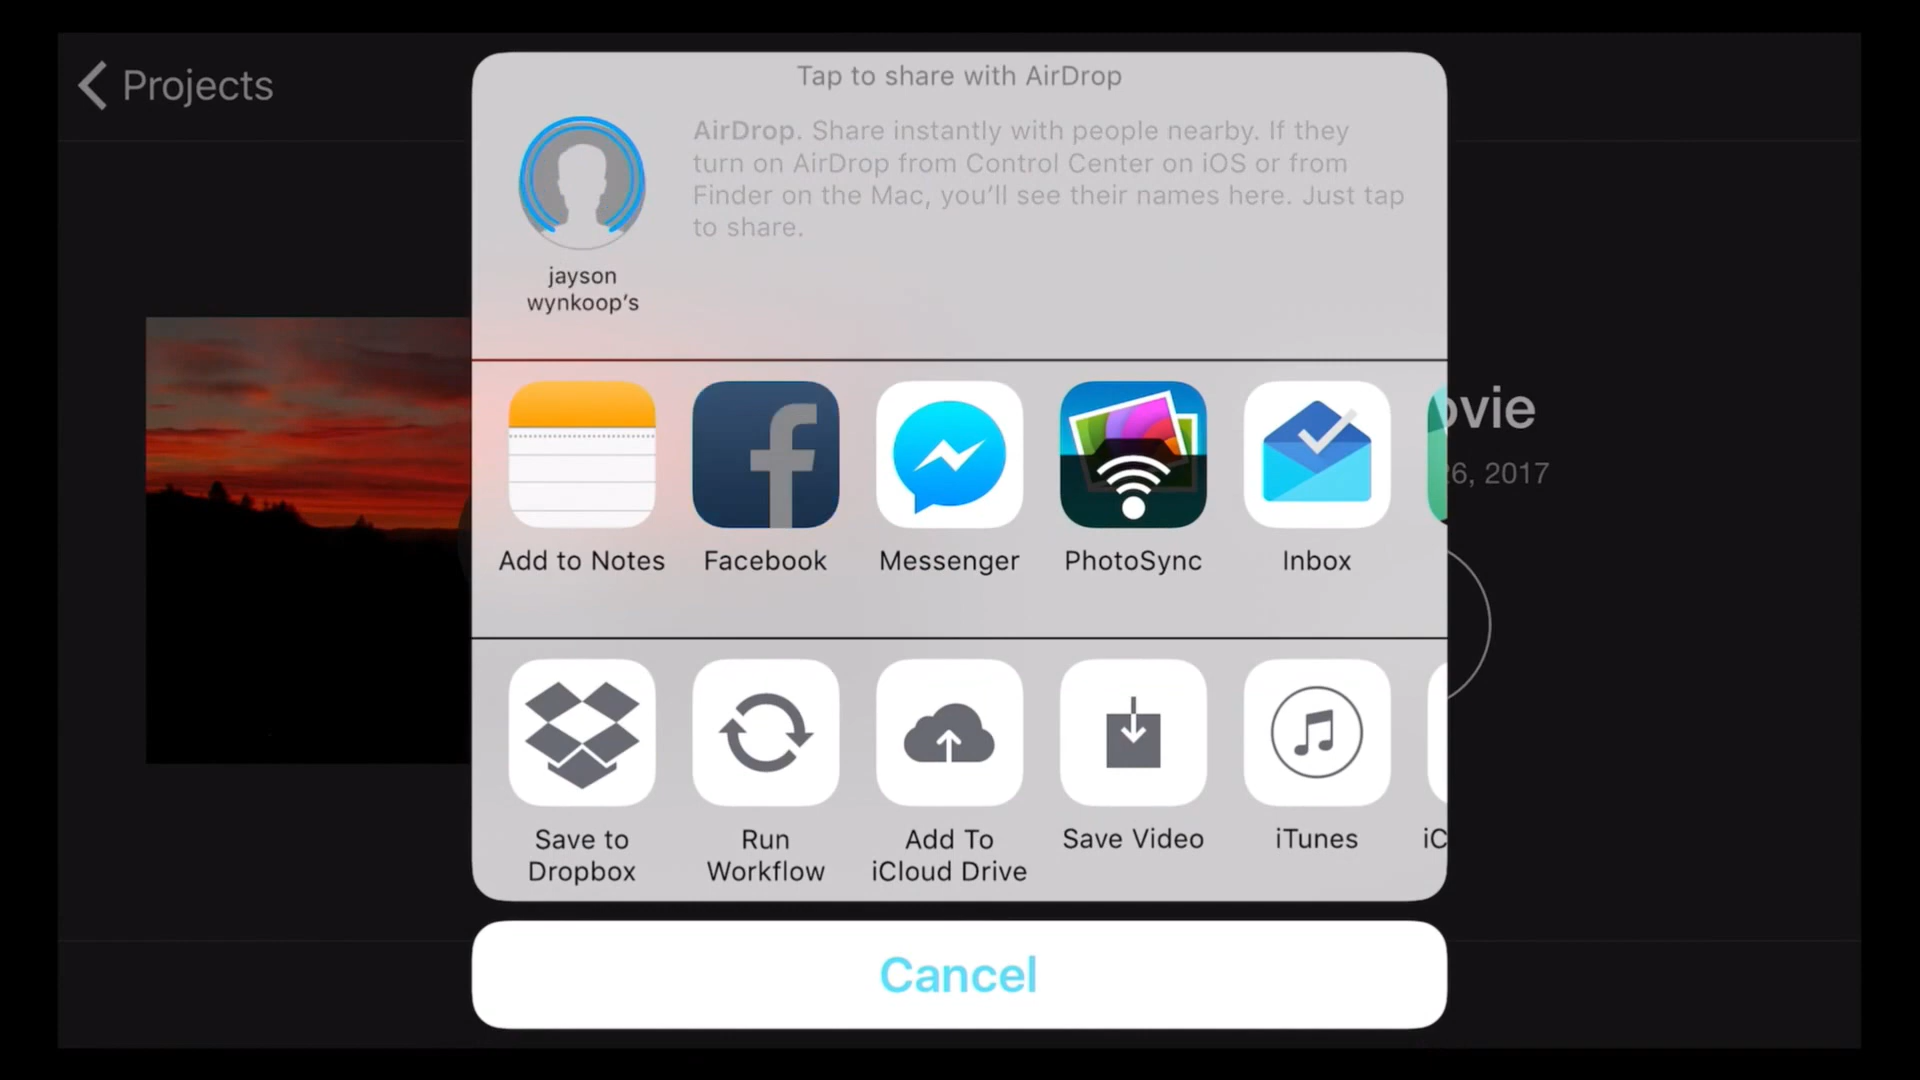 Projects
Tap to share with AirDrop
AirDrop. Share instantly with people nearby. If they
turn on AirDrop from Control Center on iOS or from
Finder on the Mac, you'll see their names here. Just tap
to share.
jayson
wynkoop's
ovie
26, 2017
Add to Notes
Facebook
Messenger
PhotoSync
Inbox
Save to
Dropbox
Run
Workflow
Add To
iCloud Drive
Save Video
iTunes
iC
Cancel